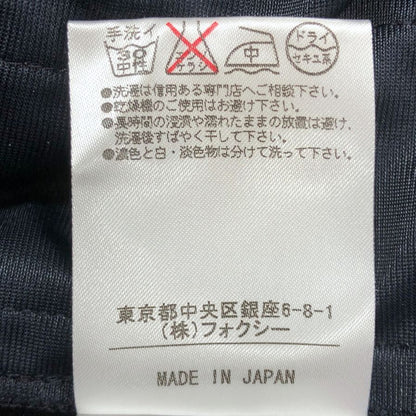 手洗イ
30
中性
エンソ
サラシ
中
ドライ
セキユ系
●洗濯は信用ある専門店へご相談下さい。
●乾燥機のご使用はお避け下さい。
●長時間の浸漬や濡れたままの放置は避け、
洗濯後すばやく干して下さい。
●濃色と白・淡色物は分けて洗って下さい。
東京都中央区銀座6-8-1
(株)フォクシー
MADE IN JAPAN